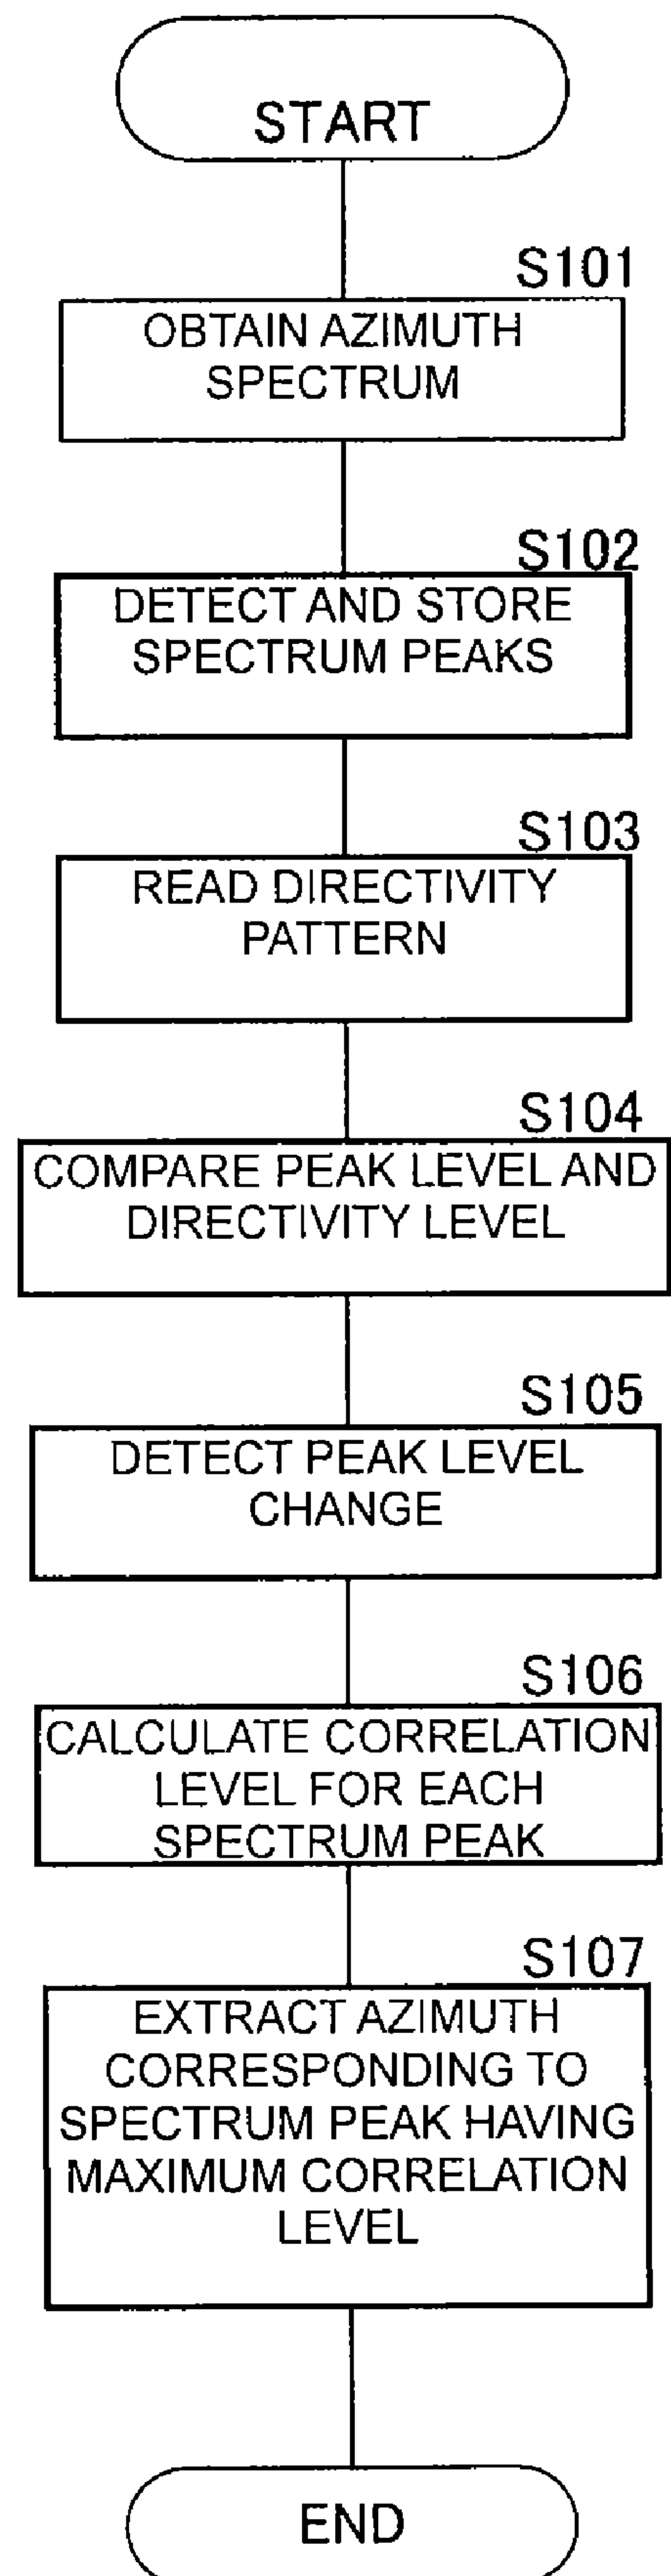 START
S101
OBTAIN AZIMUTH
SPECTRUM
S102
DETECT AND STORE
SPECTRUM PEAKS
S103
READ DIRECTIVITY
PATTERN
S104
COMPARE PEAK LEVEL AND
DIRECTIVITY LEVEL
S105
DETECT PEAK LEVEL
CHANGE
S106
CALCULATE CORRELATION
LEVEL FOR EACH
SPECTRUM PEAK
S107
EXTRACT AZIMUTH
CORRESPONDING TO
SPECTRUM PEAK HAVING
MAXIMUM CORRELATION
LEVEL
END